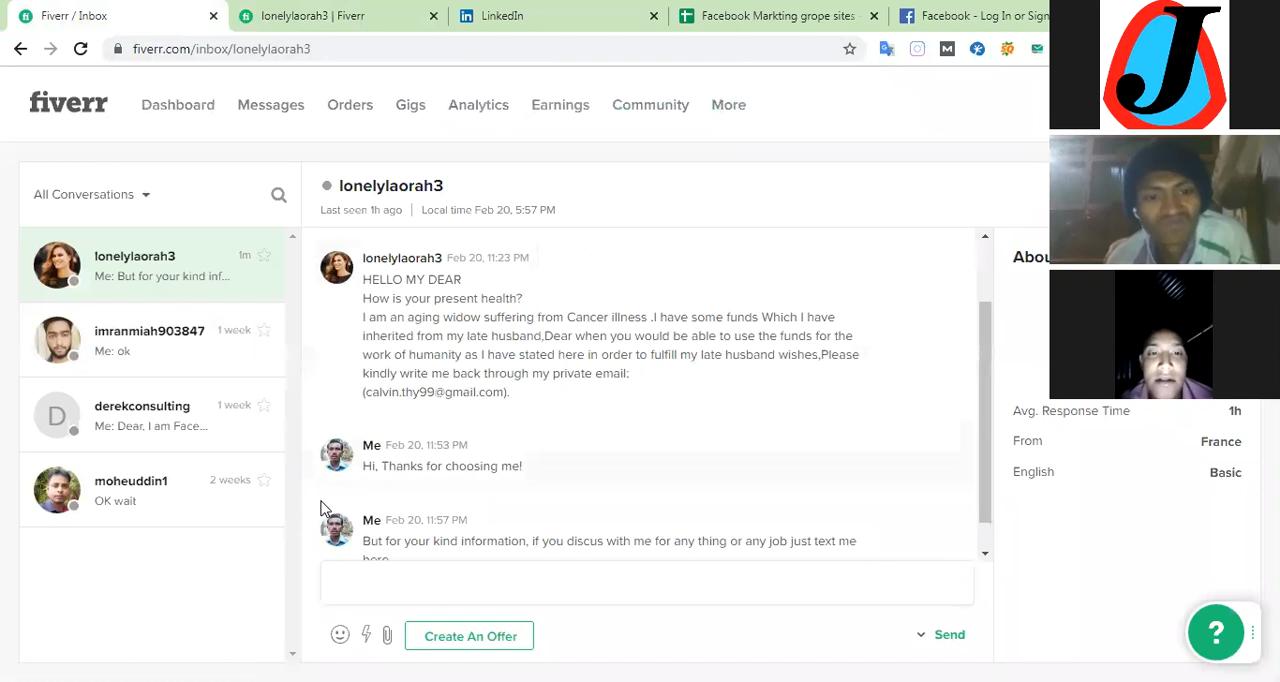 Fiverr / Inbox
lonelylaorah3 | Fiverr
LinkedIn
Facebook Markting grope sites -
Facebook - Log In or Sign
fiverr.com/inbox/lonelylaorah3
fiverr
Dashboard
Messages
Orders
Gigs
Analytics
Earnings
Community
More
J
All Conversations
lonelylaorah3
1m
Me: But for your kind inf...
imranmiah903847
1 week
Me: ok
D
derekconsulting
1 week
Me: Dear, I am Face...
moheuddin1
2 weeks
OK wait
lonelylaorah3
Last seen 1h ago | Local time Feb 20, 5:57 PM
lonelylaorah3 Feb 20, 11:23 PM
HELLO MY DEAR
How is your present health?
I am an aging widow suffering from Cancer illness .I have some funds Which I have
inherited from my late husband,Dear when you would be able to use the funds for the
work of humanity as I have stated here in order to fulfill my late husband wishes,Please
kindly write me back through my private email:
(calvin.thy99@gmail.com).
Me Feb 20, 11:53 PM
Hi, Thanks for choosing me!
Me Feb 20, 11:57 PM
But for your kind information, if you discus with me for any thing or any job just text me
here
Create An Offer
Send
Abou
Avg. Response Time
1h
From
France
English
Basic
?